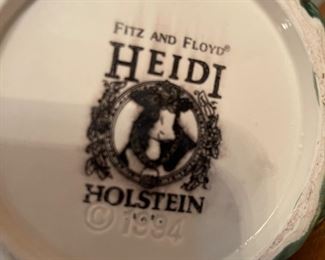 FITZ AND FLOYD®
HEIDI
HOLSTEIN
© 1994